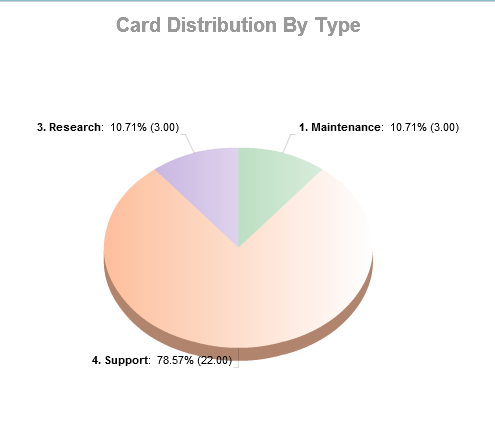 Card Distribution By Type
3. Research:  10.71% (3.00)
1. Maintenance:  10.71% (3.00)
4. Support:  78.57% (22.00)